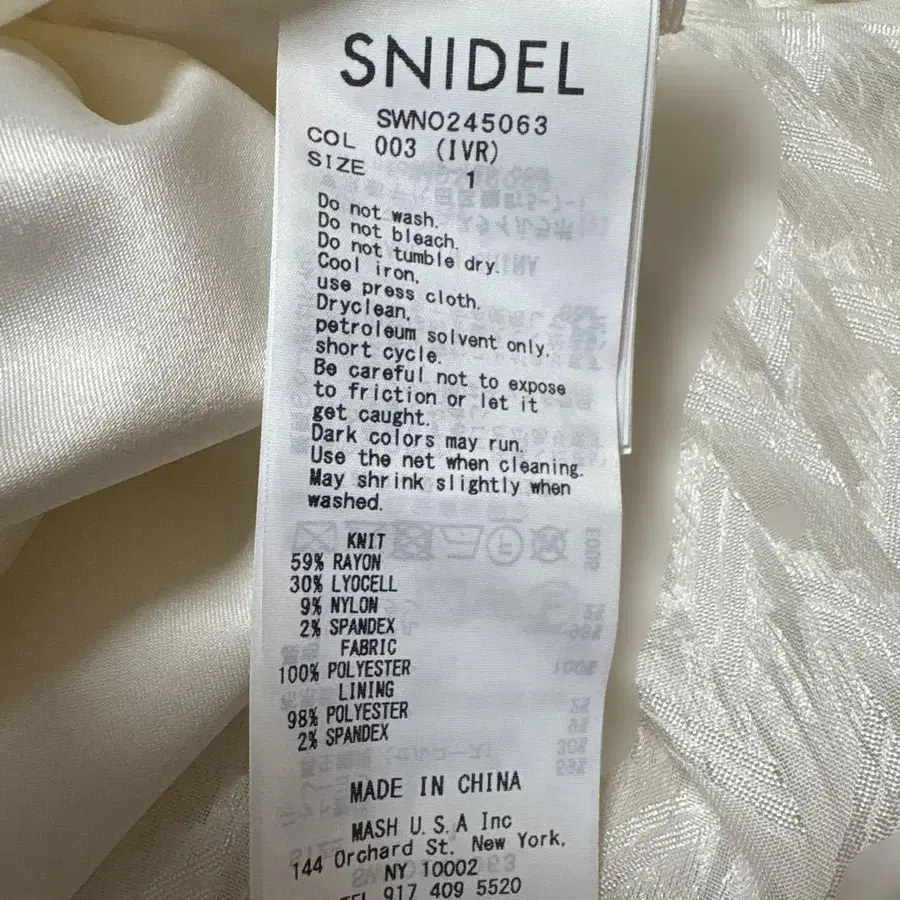 SNIDEL
SWNO245063
COL 003 (IVR)
SIZE 1
Do not wash.
Do not bleach.
Do not tumble dry.
Cool iron,
use press cloth.
Dryclean,
petroleum solvent only,
short cycle.
Be careful not to expose
to friction or let it
get caught.
Dark colors may run.
Use the net when cleaning.
May shrink slightly when
washed.
KNIT
59% RAYON
30% LYOCELL
9% NYLON
2% SPANDEX
FABRIC
100% POLYESTER
LINING
98% POLYESTER
2% SPANDEX
MADE IN CHINA
MASH U.S.A Inc
144 Orchard St. New York,
NY 10002
TEL 917 409 5520